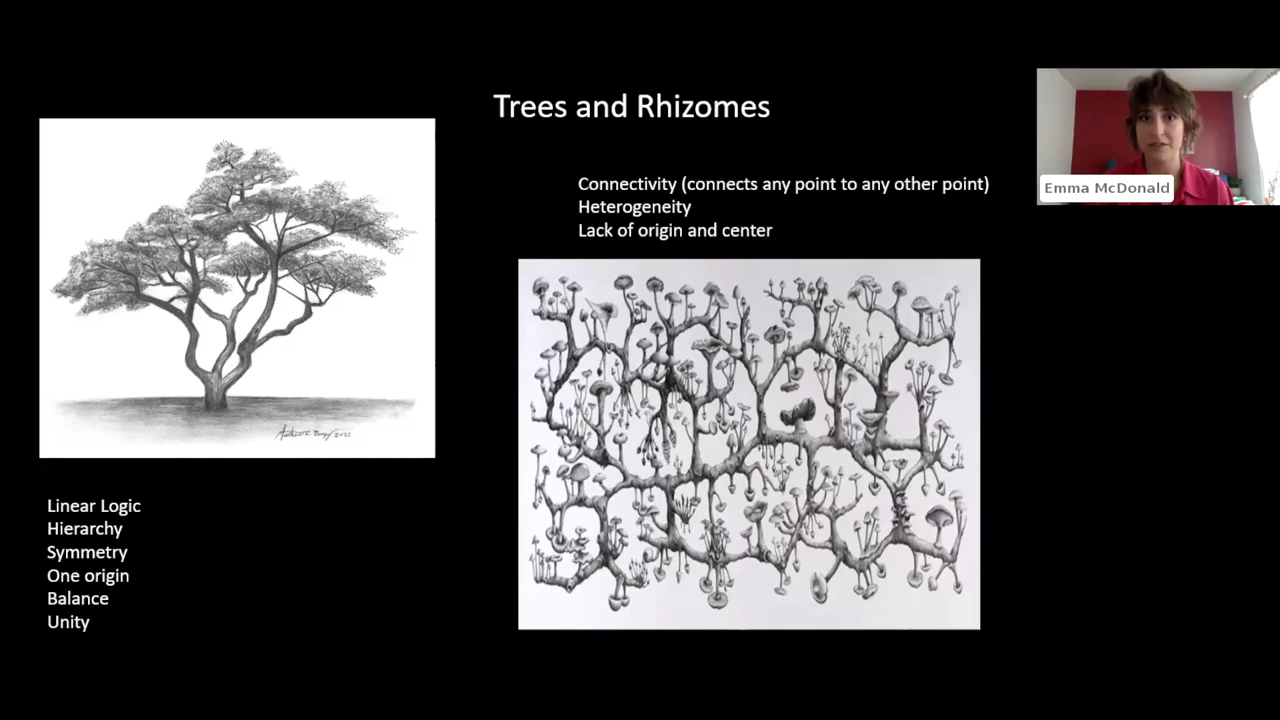 Trees and Rhizomes
Connectivity (connects any point to any other point)
Heterogeneity
Lack of origin and center
Emma McDonald
2021
Linear Logic
Hierarchy
Symmetry
One origin
Balance
Unity